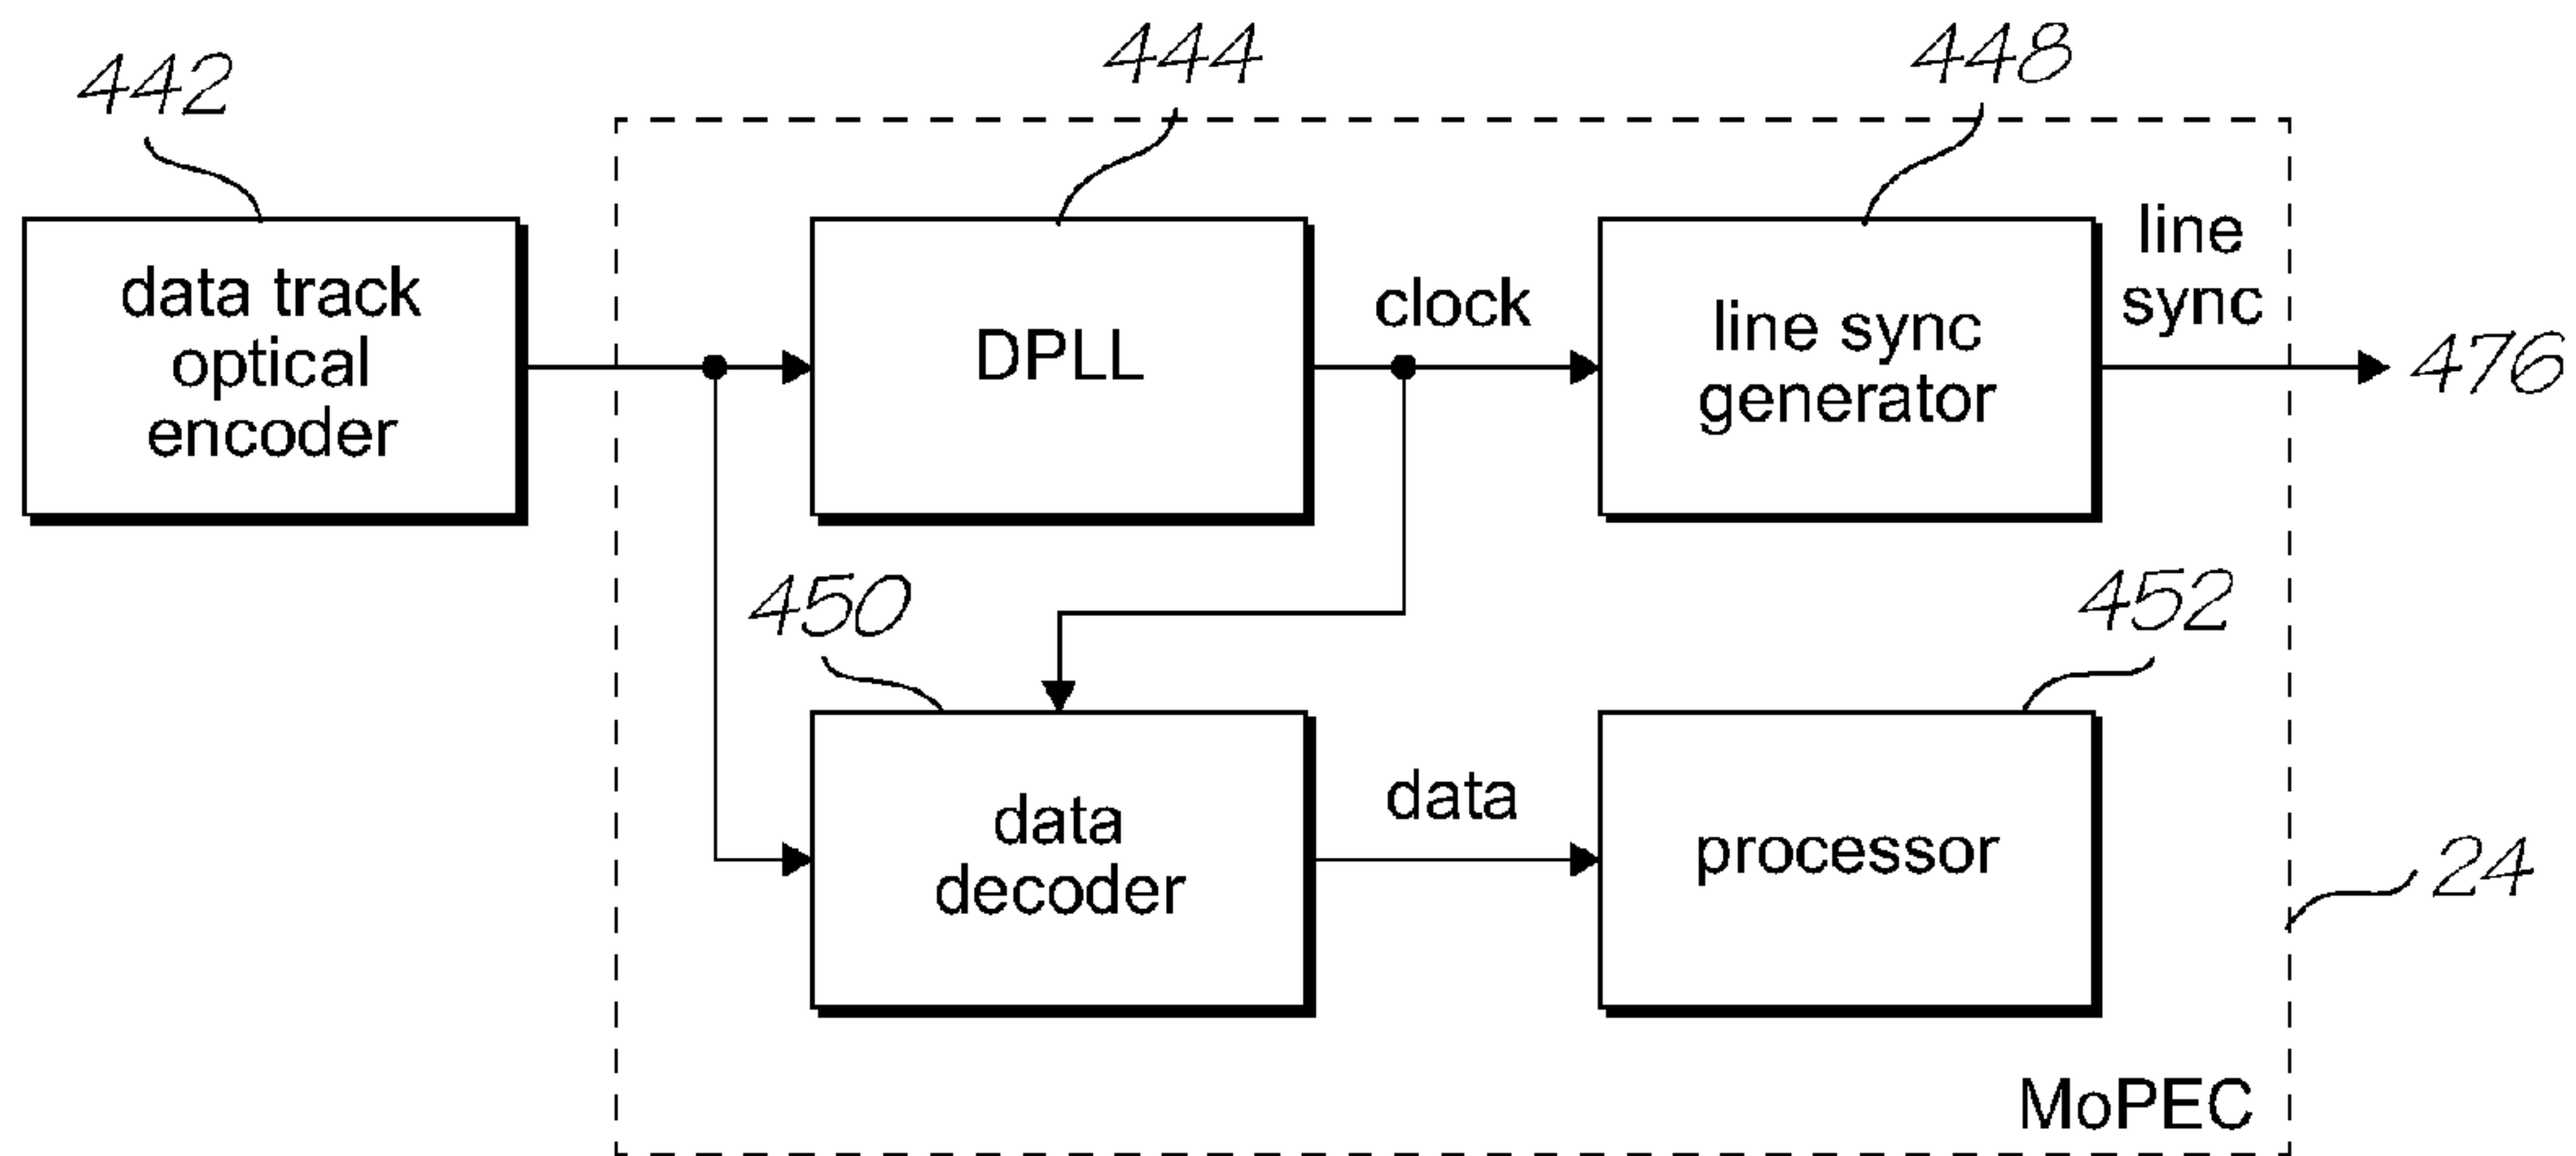 442
444
448
data track
optical
encoder
DPLL
clock
line sync
generator
line
sync
476
450
452
data
decoder
data
processor
24
MoPEC